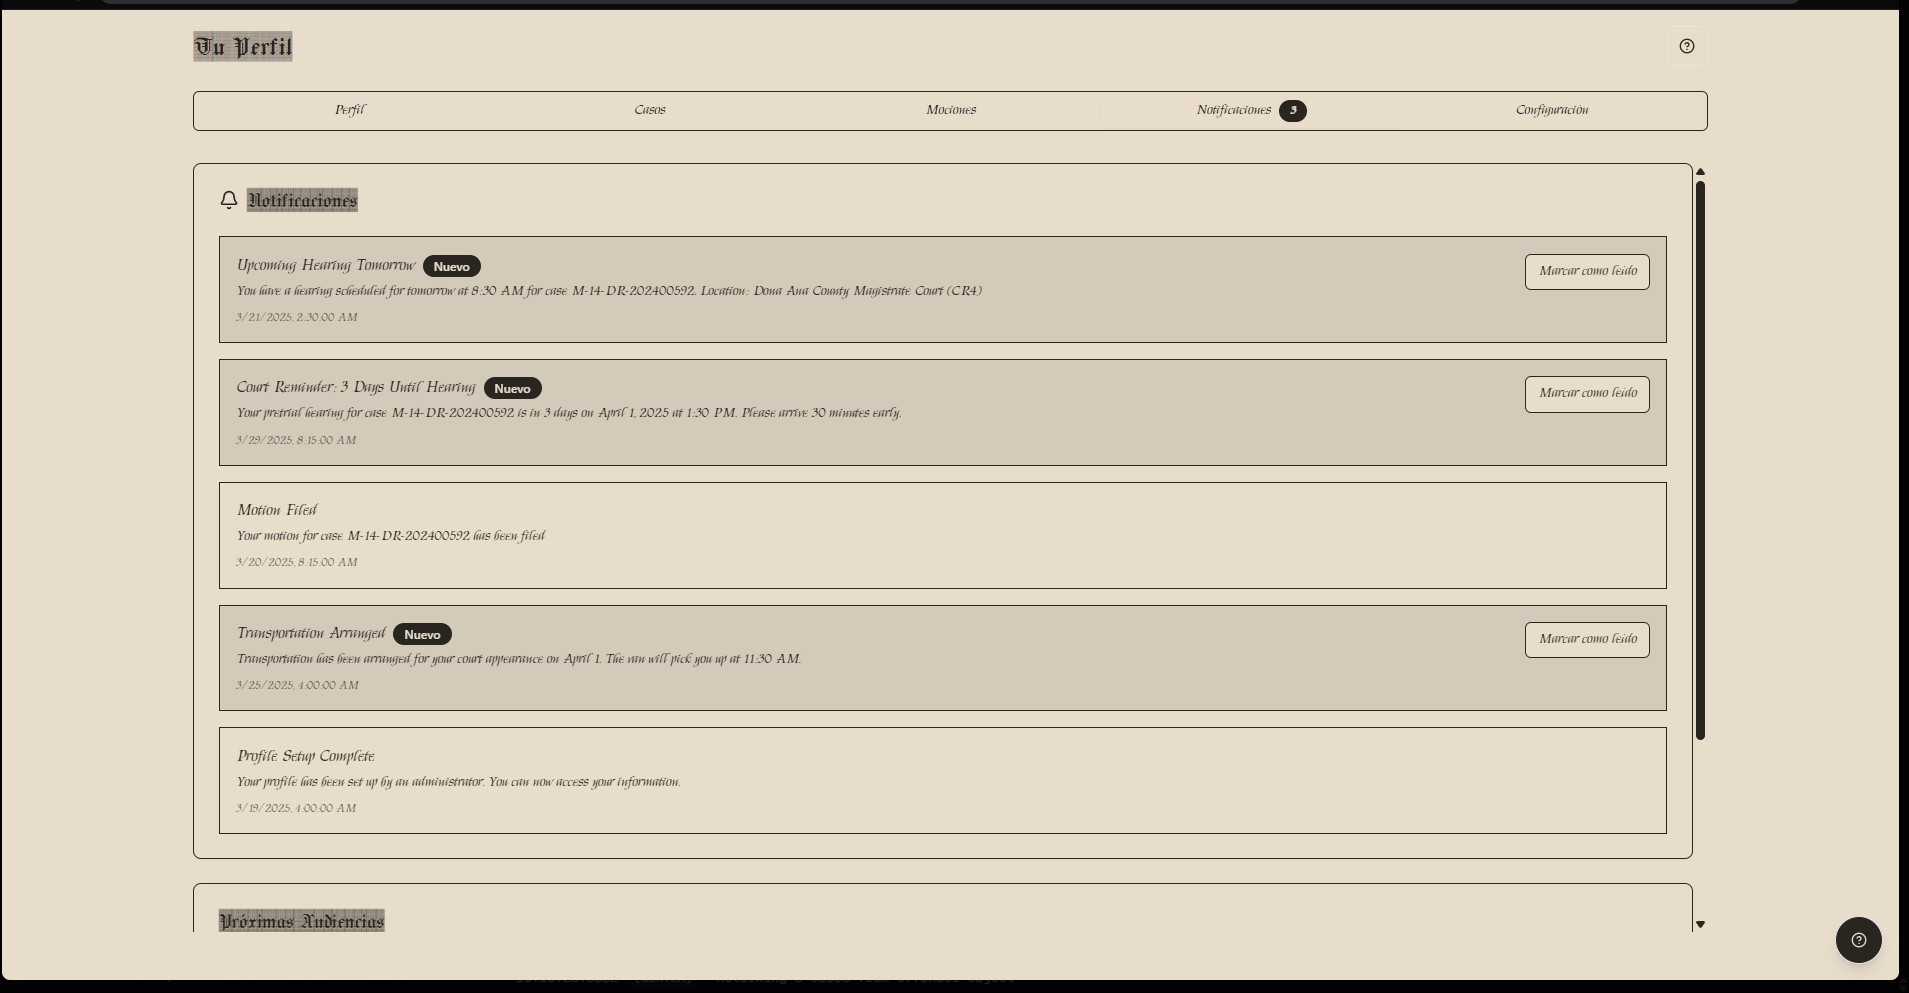 Tu Perfil
Perfil
Casos
Mociones
Notificaciones 3
Configuración
Notificaciones
Upcoming Hearing Tomorrow Nuevo
Marcar como leído
You have a hearing scheduled for tomorrow at 8:30 AM for case M-14-DR-202400592. Location: Dona Ana County Magistrate Court (CR4)
3/21/2025, 2:30:00 AM
Court Reminder: 3 Days Until Hearing Nuevo
Marcar como leído
Your pretrial hearing for case M-14-DR-202400592 is in 3 days on April 1, 2025 at 1:30 PM. Please arrive 30 minutes early.
3/29/2025, 8:15:00 AM
Motion Filed
Your motion for case M-14-DR-202400592 has been filed
3/20/2025, 8:15:00 AM
Transportation Arranged Nuevo
Marcar como leído
Transportation has been arranged for your court appearance on April 1. The van will pick you up at 11:30 AM.
3/25/2025, 4:00:00 AM
Profile Setup Complete
Your profile has been set up by an administrator. You can now access your information.
3/19/2025, 4:00:00 AM
Próximas Audiencias